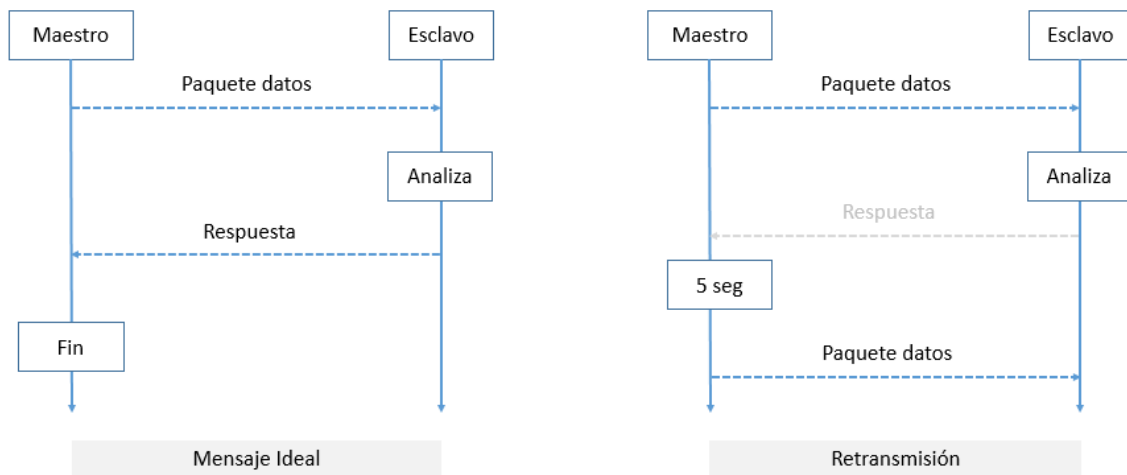 Maestro
Esclavo
Paquete datos
Analiza
Respuesta
Fin
Mensaje Ideal
Maestro
Esclavo
Paquete datos
Analiza
Respuesta
5 seg
Paquete datos
Retransmisión